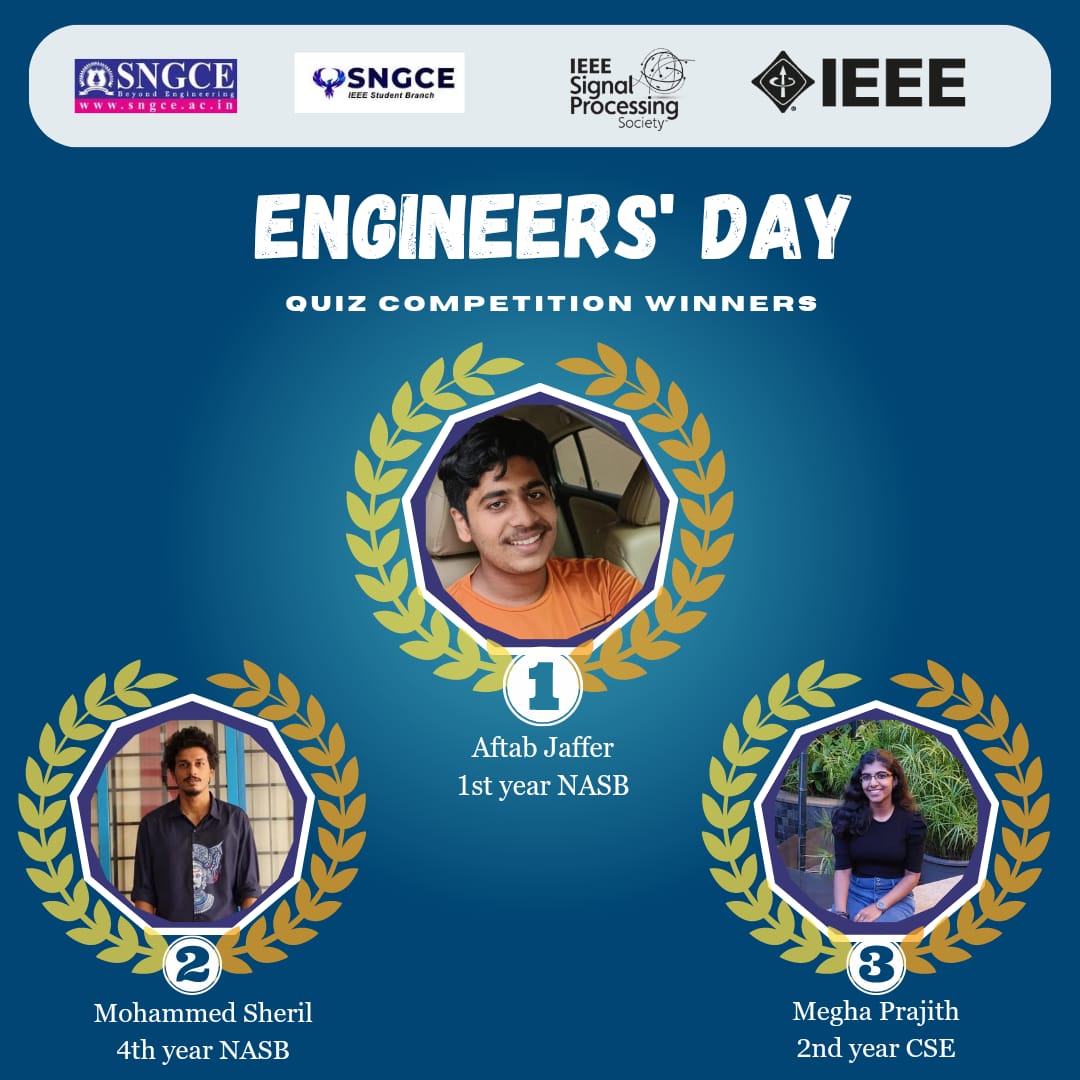 SNGCE
Beyond Engineering
www.sngce.ac.in
SNGCE
IEEE Student Branch
IEEE
Signal
Processing
Society
IEEE
ENGINEERS' DAY
QUIZ COMPETITION WINNERS
1
Aftab Jaffer
1st year NASB
2
Mohammed Sheril
4th year NASB
3
Megha Prajith
2nd year CSE